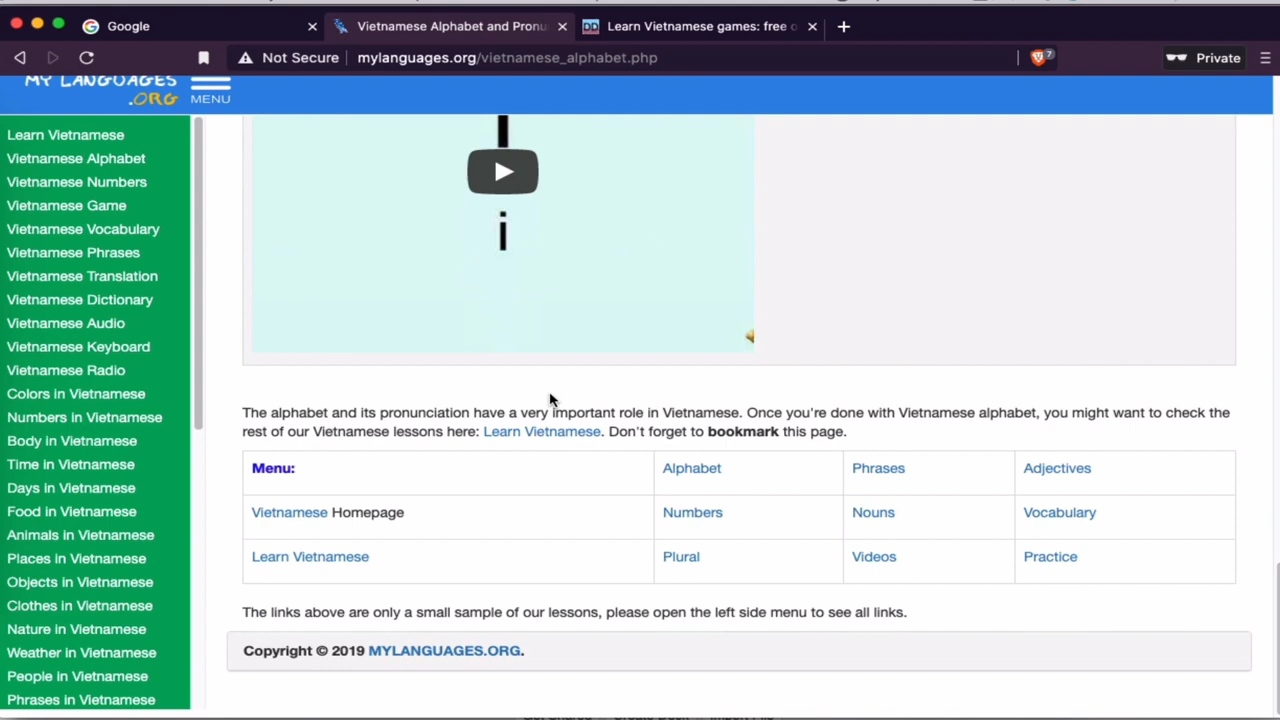 Google
Vietnamese Alphabet and Pronu
Learn Vietnamese games: free o
Not Secure
mylanguages.org/vietnamese_alphabet.php
7
Private
MY LANGUAGES
.ORG
MENU
Learn Vietnamese
Vietnamese Alphabet
Vietnamese Numbers
Vietnamese Game
Vietnamese Vocabulary
Vietnamese Phrases
Vietnamese Translation
Vietnamese Dictionary
Vietnamese Audio
Vietnamese Keyboard
Vietnamese Radio
Colors in Vietnamese
Numbers in Vietnamese
Body in Vietnamese
Time in Vietnamese
Days in Vietnamese
Food in Vietnamese
Animals in Vietnamese
Places in Vietnamese
Objects in Vietnamese
Clothes in Vietnamese
Nature in Vietnamese
Weather in Vietnamese
People in Vietnamese
Phrases in Vietnamese
I
i
The alphabet and its pronunciation have a very important role in Vietnamese. Once you're done with Vietnamese alphabet, you might want to check the
rest of our Vietnamese lessons here: Learn Vietnamese. Don't forget to bookmark this page.
Menu: Alphabet Phrases Adjectives
Vietnamese Homepage Numbers Nouns Vocabulary
Learn Vietnamese Plural Videos Practice
The links above are only a small sample of our lessons, please open the left side menu to see all links.
Copyright © 2019 MYLANGUAGES.ORG.